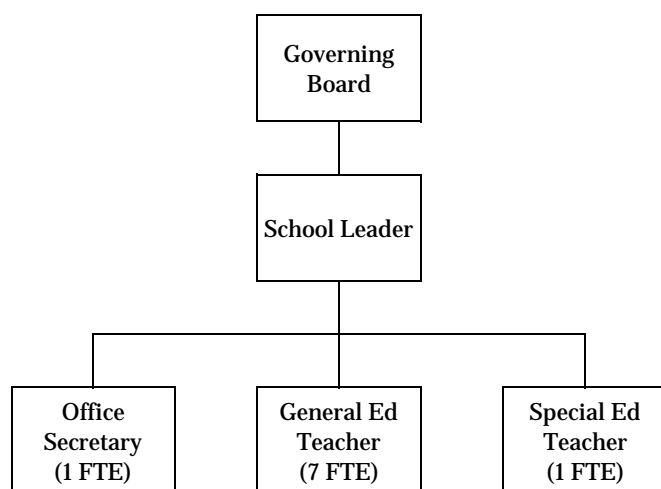 Governing
Board
School Leader
Office
Secretary
(1 FTE)
General Ed
Teacher
(7 FTE)
Special Ed
Teacher
(1 FTE)